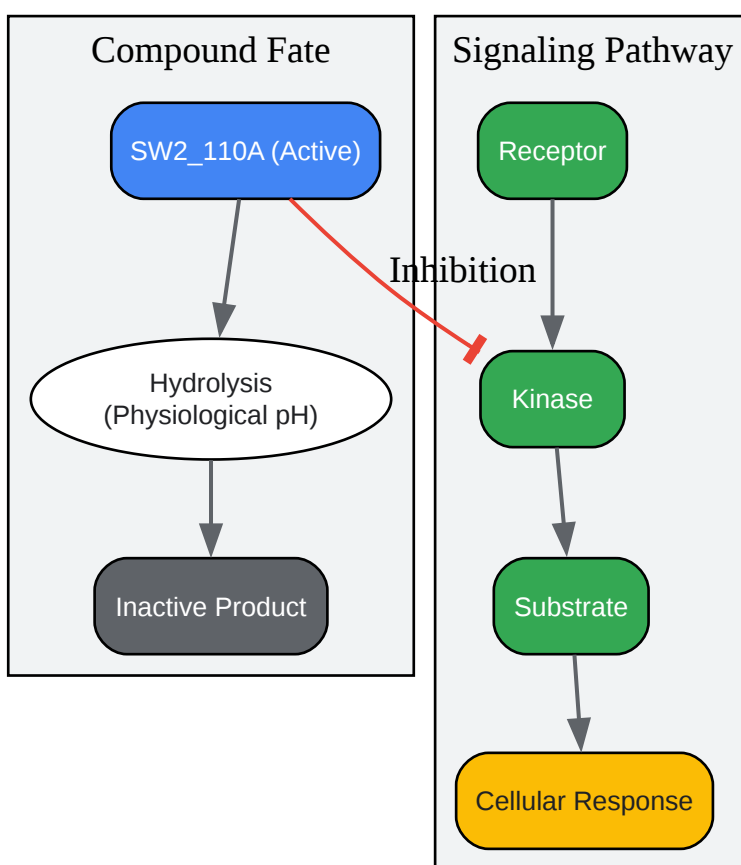 Compound Fate
SW2_110A (Active)
Hydrolysis
(Physiological pH)
Inactive Product
Inhibition
Signaling Pathway
Receptor
Kinase
Substrate
Cellular Response